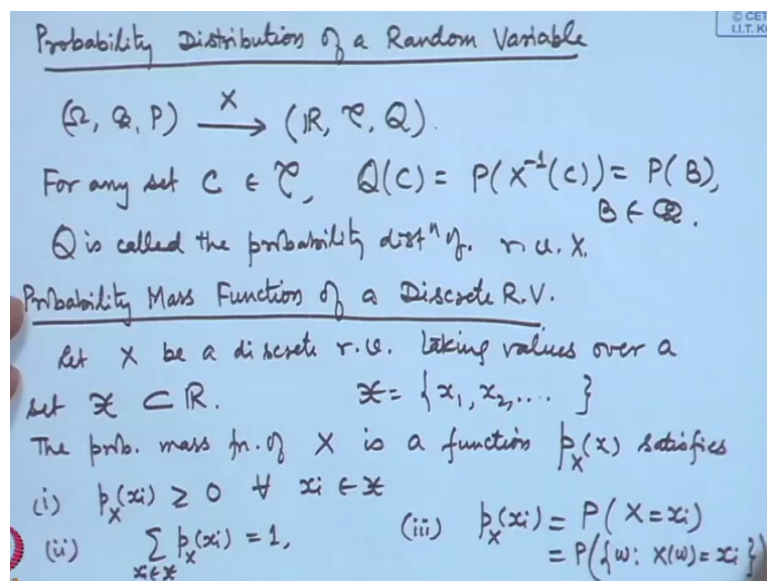 © CET
I.I.T. K
Probability Distribution of a Random Variable
(Ω, ℬ, P) —X→ (ℝ, 𝒞, Q).
For any set C ∈ 𝒞, Q(C) = P(X⁻¹(C)) = P(B),
B ∈ ℬ.
Q is called the probability distⁿ of. r.v. X.
Probability Mass Function of a Discrete R.V.
Let X be a discrete r.v. taking values over a
set 𝒳 ⊂ ℝ. 𝒳 = {x₁, x₂, .... }
The prob. mass fn. of X is a function p_X(x) satisfies
(i) p_X(xi) ≥ 0 ∀ xi ∈ 𝒳
(ii) ∑_{xi∈𝒳} p_X(xi) = 1,
(iii) p_X(xi) = P(X = xi)
= P({ω: X(ω) = xi})